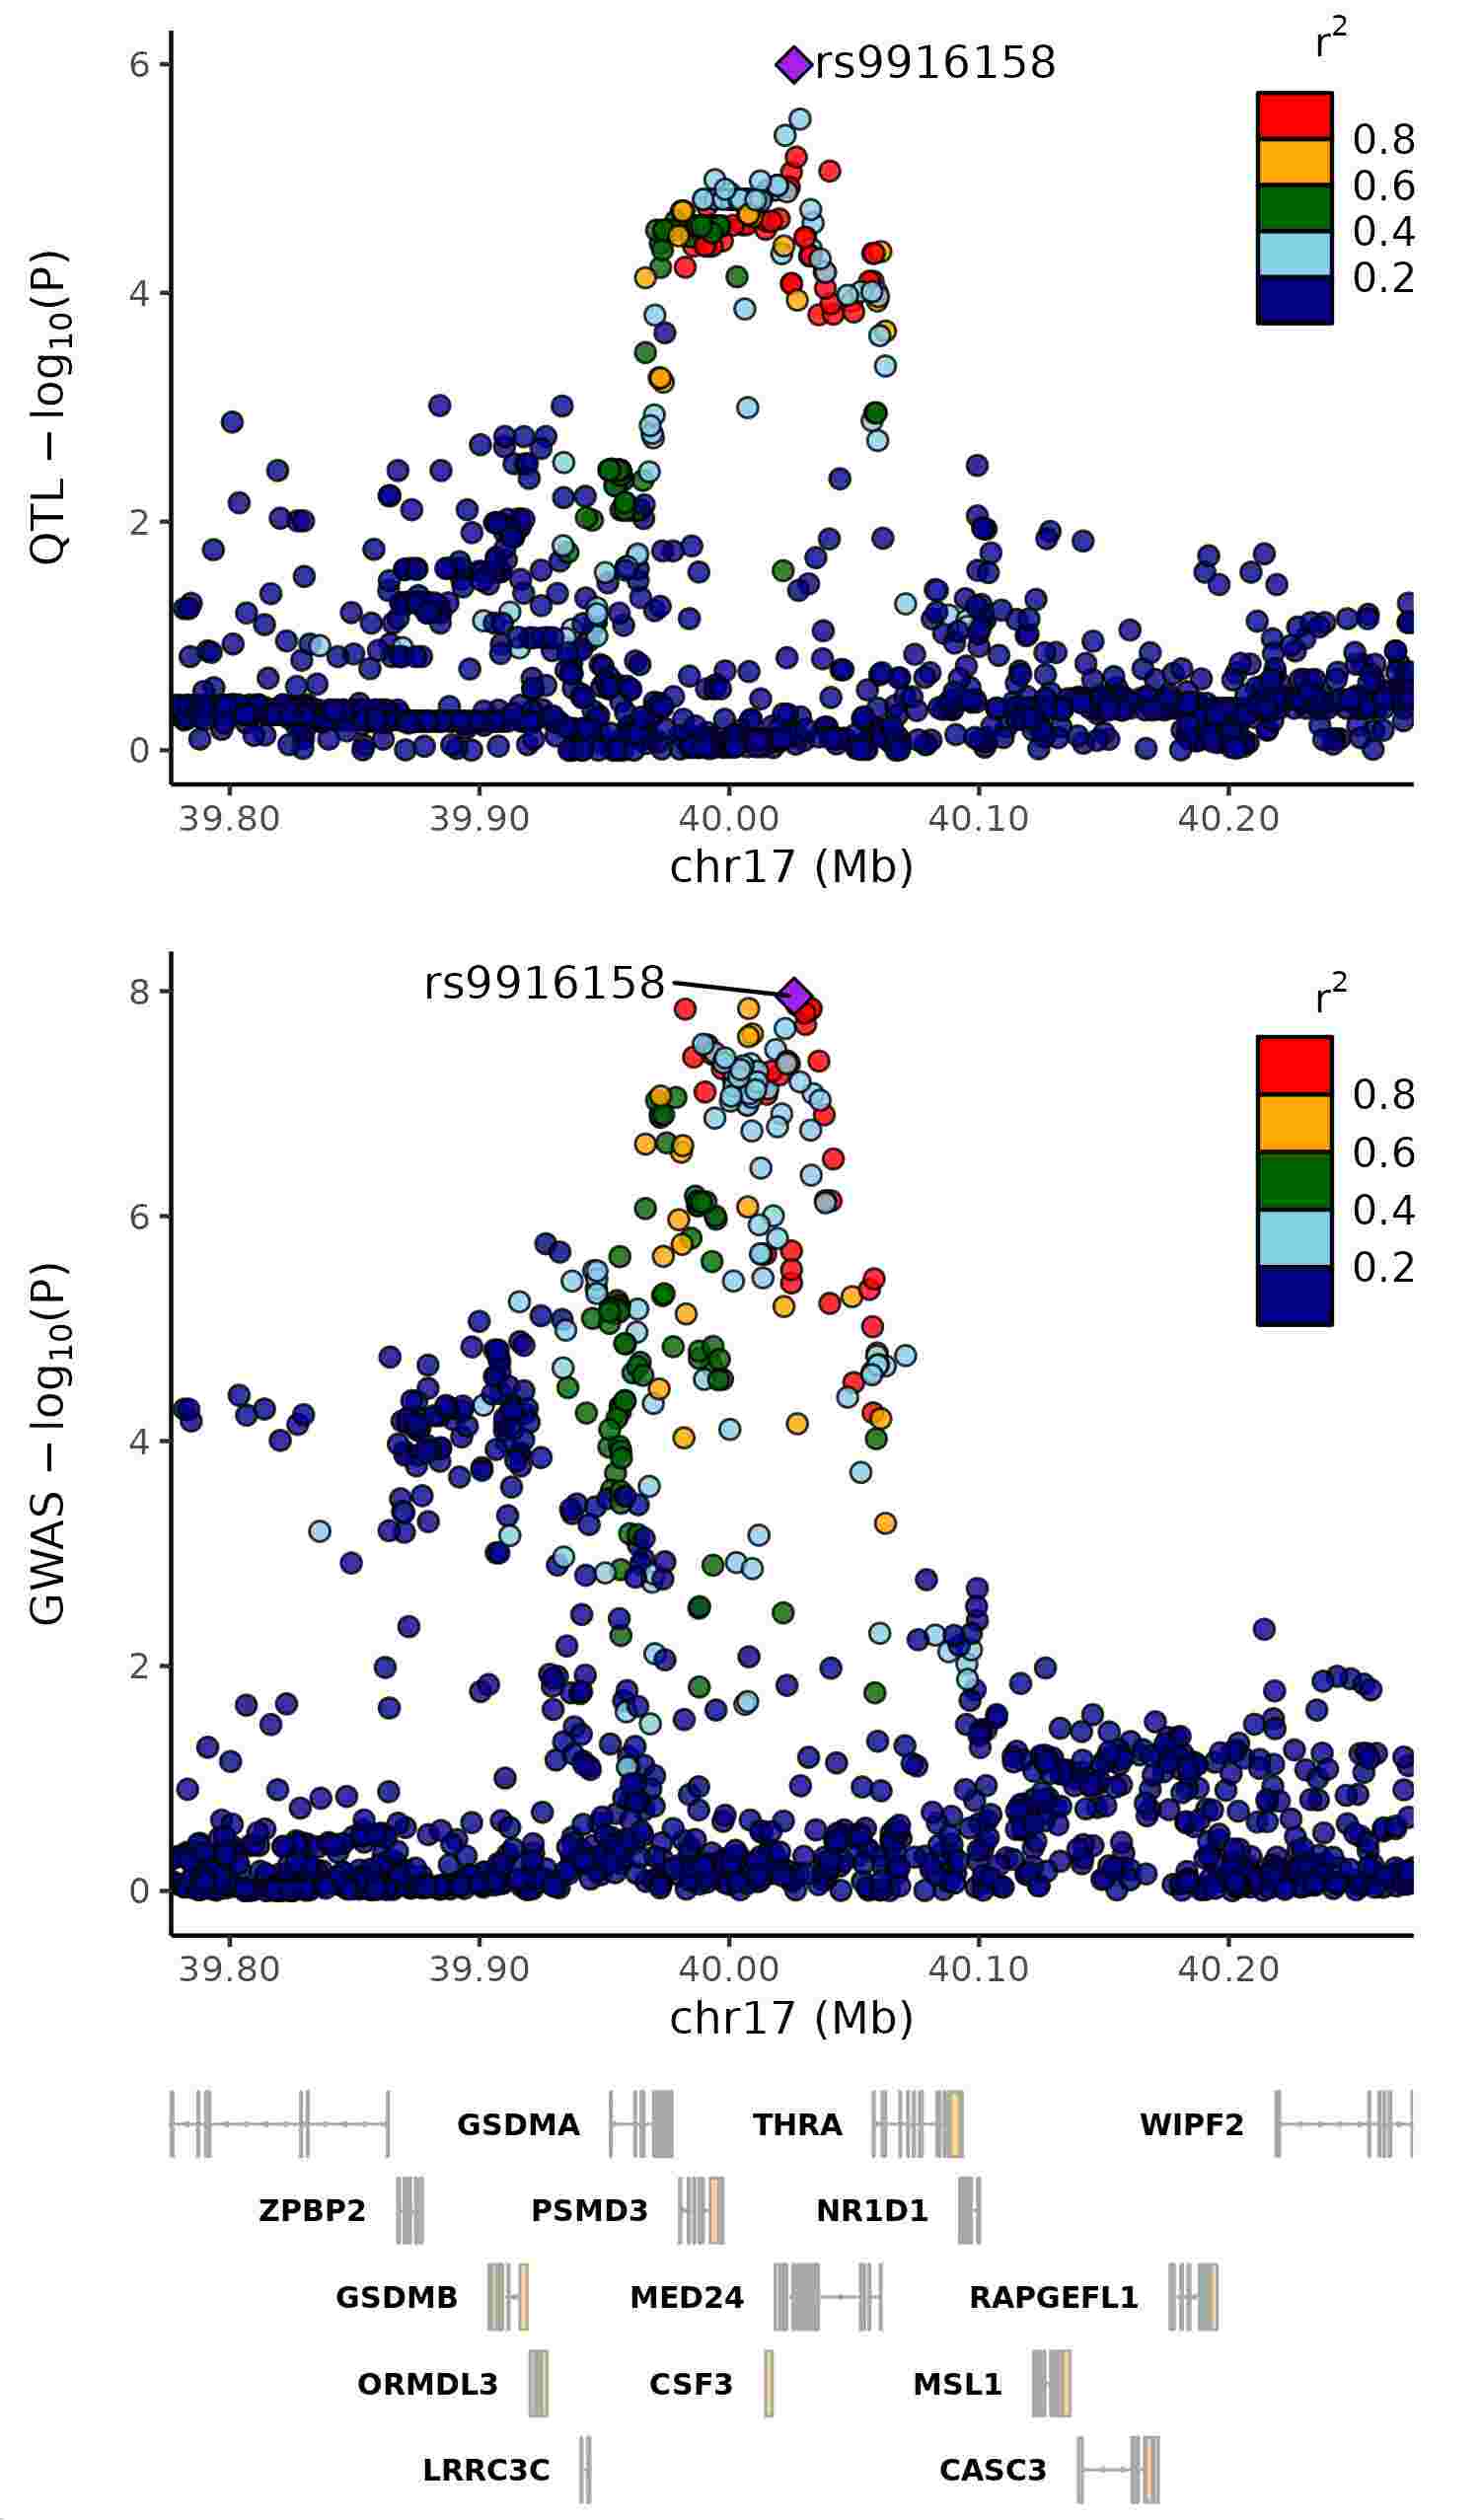 r2
6
rs9916158
0.8
0.6
0.4
0.2
4
2
0
QTL −log10(P)
39.80 39.90 40.00 40.10 40.20
chr17 (Mb)
rs9916158
r2
8
0.8
0.6
0.4
0.2
6
4
2
0
GWAS −log10(P)
39.80 39.90 40.00 40.10 40.20
chr17 (Mb)
GSDMA THRA WIPF2
ZPBP2 PSMD3 NR1D1
GSDMB MED24 RAPGEFL1
ORMDL3 CSF3 MSL1
LRRC3C CASC3